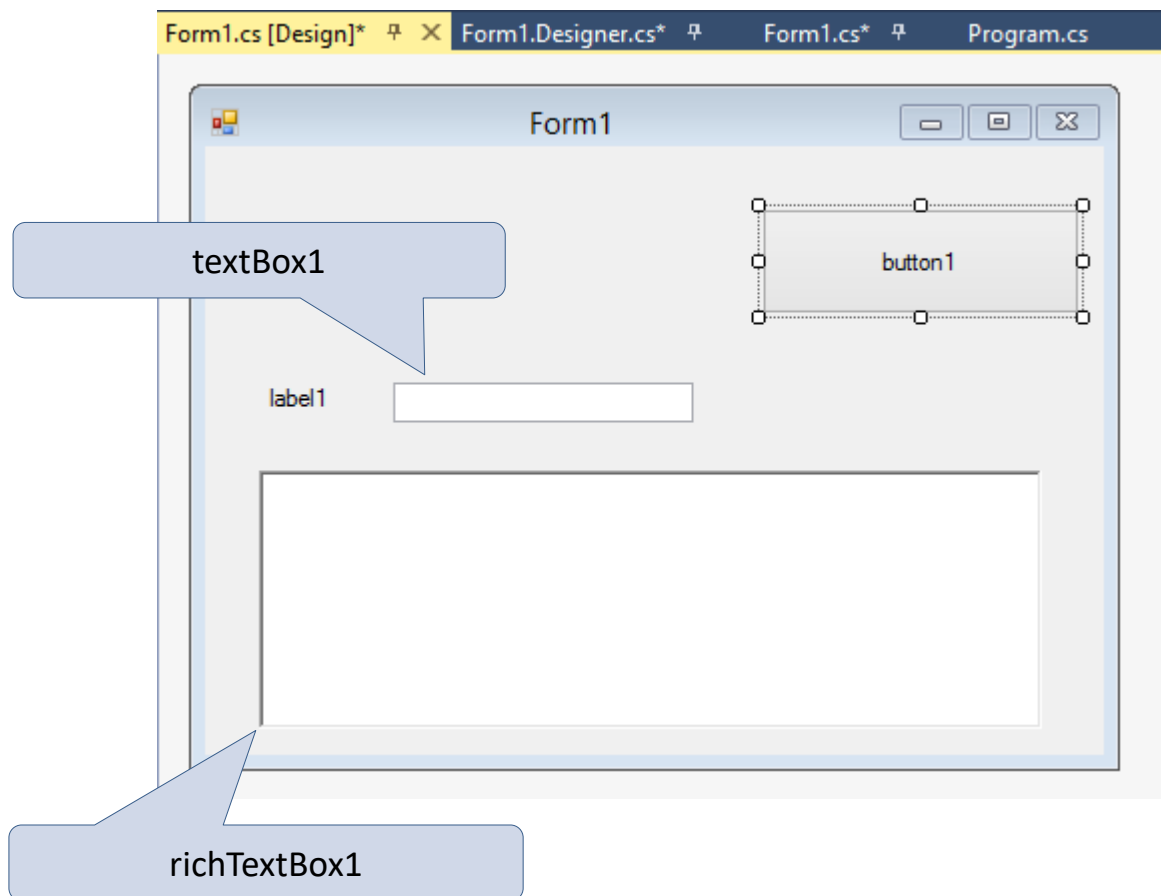 Form1.cs [Design]* Form1.Designer.cs* Form1.cs* Program.cs
Form1
textBox1
button1
label1
richTextBox1